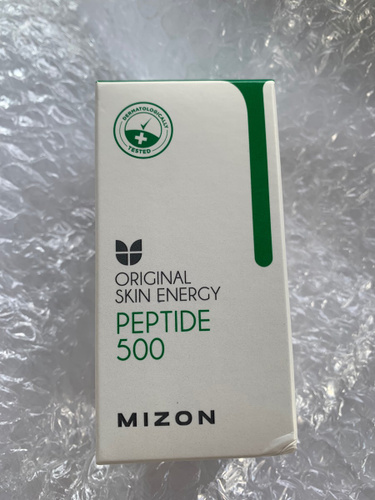 DERMATOLOGICALLY
TESTED
ORIGINAL
SKIN ENERGY
PEPTIDE
500
MIZON